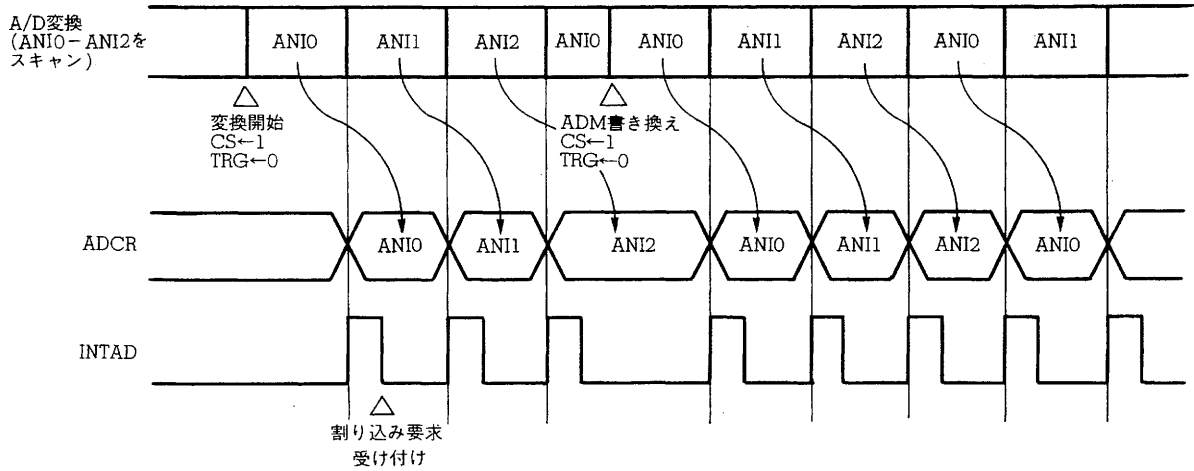 A/D変換
(ANI0－ANI2を
スキャン)
ANI0 ANI1 ANI2 ANI0 ANI0 ANI1 ANI2 ANI0 ANI1
変換開始
CS←1
TRG←0
ADM書き換え
CS←1
TRG←0
ADCR
ANI0 ANI1 ANI2 ANI0 ANI1 ANI2 ANI0
INTAD
割り込み要求
受け付け